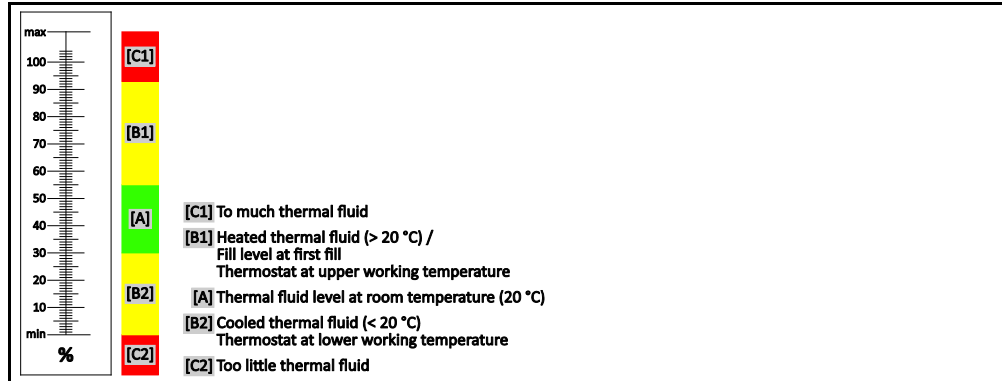 max
100
90
80
70
60
50
40
30
20
10
min
%
[C1]
[B1]
[A]
[B2]
[C2]
[C1] To much thermal fluid
[B1] Heated thermal fluid (> 20 °C) /
Fill level at first fill
Thermostat at upper working temperature
[A] Thermal fluid level at room temperature (20 °C)
[B2] Cooled thermal fluid (< 20 °C)
Thermostat at lower working temperature
[C2] Too little thermal fluid